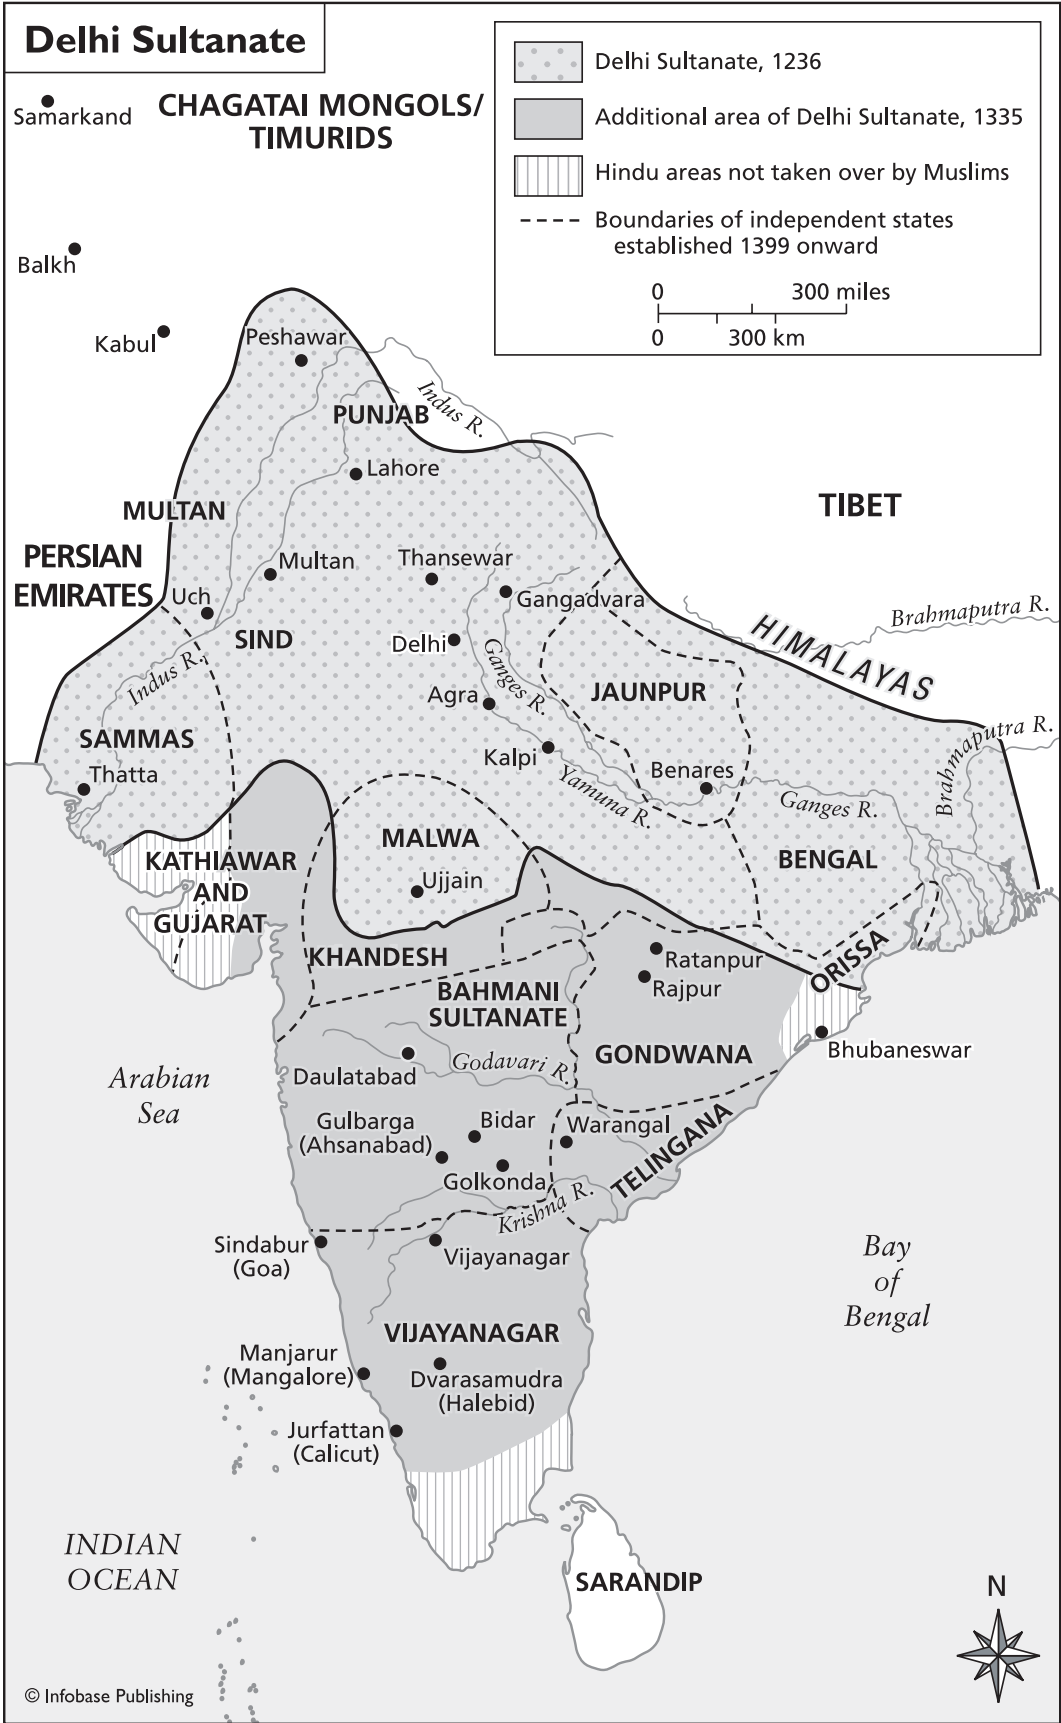 Delhi Sultanate
Delhi Sultanate, 1236
Additional area of Delhi Sultanate, 1335
Hindu areas not taken over by Muslims
Boundaries of independent states
established 1399 onward
0 300 miles
0 300 km
Samarkand
CHAGATAI MONGOLS/
TIMURIDS
Balkh
Kabul
Peshawar
Indus R.
PUNJAB
Lahore
MULTAN
TIBET
PERSIAN
EMIRATES
Multan
Thansewar
Uch
Gangadvara
Brahmaputra R.
SIND
Delhi
HIMALAYAS
Indus R.
Ganges R.
Agra
JAUNPUR
SAMMAS
Brahmaputra R.
Thatta
Kalpi
Benares
Yamuna R.
Ganges R.
MALWA
BENGAL
KATHIAWAR
AND
GUJARAT
Ujjain
KHANDESH
Ratanpur
ORISSA
Rajpur
BAHMANI
SULTANATE
GONDWANA
Bhubaneswar
Arabian
Sea
Daulatabad
Godavari R.
Gulbarga
(Ahsanabad)
Bidar
Warangal
TELINGANA
Golkonda
Krishna R.
Sindabur
(Goa)
Vijayanagar
Bay
of
Bengal
VIJAYANAGAR
Manjarur
(Mangalore)
Dvarasamudra
(Halebid)
Jurfattan
(Calicut)
INDIAN
OCEAN
SARANDIP
N
© Infobase Publishing